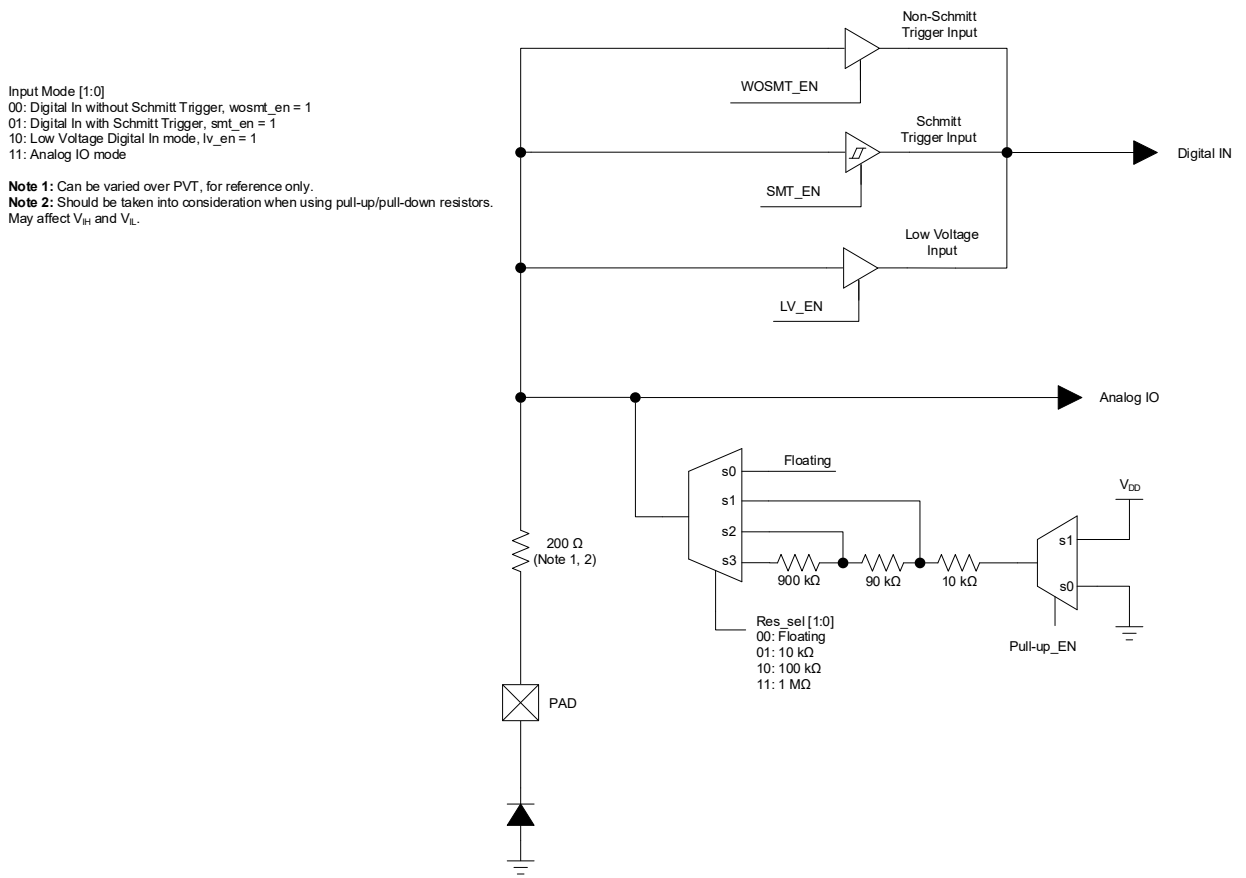 Non-Schmitt
Trigger Input
WOSMT_EN
Input Mode [1:0]
00: Digital In without Schmitt Trigger, wosmt_en = 1
01: Digital In with Schmitt Trigger, smt_en = 1
10: Low Voltage Digital In mode, lv_en = 1
11: Analog IO mode
Note 1: Can be varied over PVT, for reference only.
Note 2: Should be taken into consideration when using pull-up/pull-down resistors.
May affect VIH and VIL.
Schmitt
Trigger Input
SMT_EN
Digital IN
Low Voltage
Input
LV_EN
Analog IO
Floating
s0
s1
s2
s3
900 kΩ
90 kΩ
10 kΩ
VDD
s1
s0
Pull-up_EN
200 Ω
(Note 1, 2)
Res_sel [1:0]
00: Floating
01: 10 kΩ
10: 100 kΩ
11: 1 MΩ
PAD